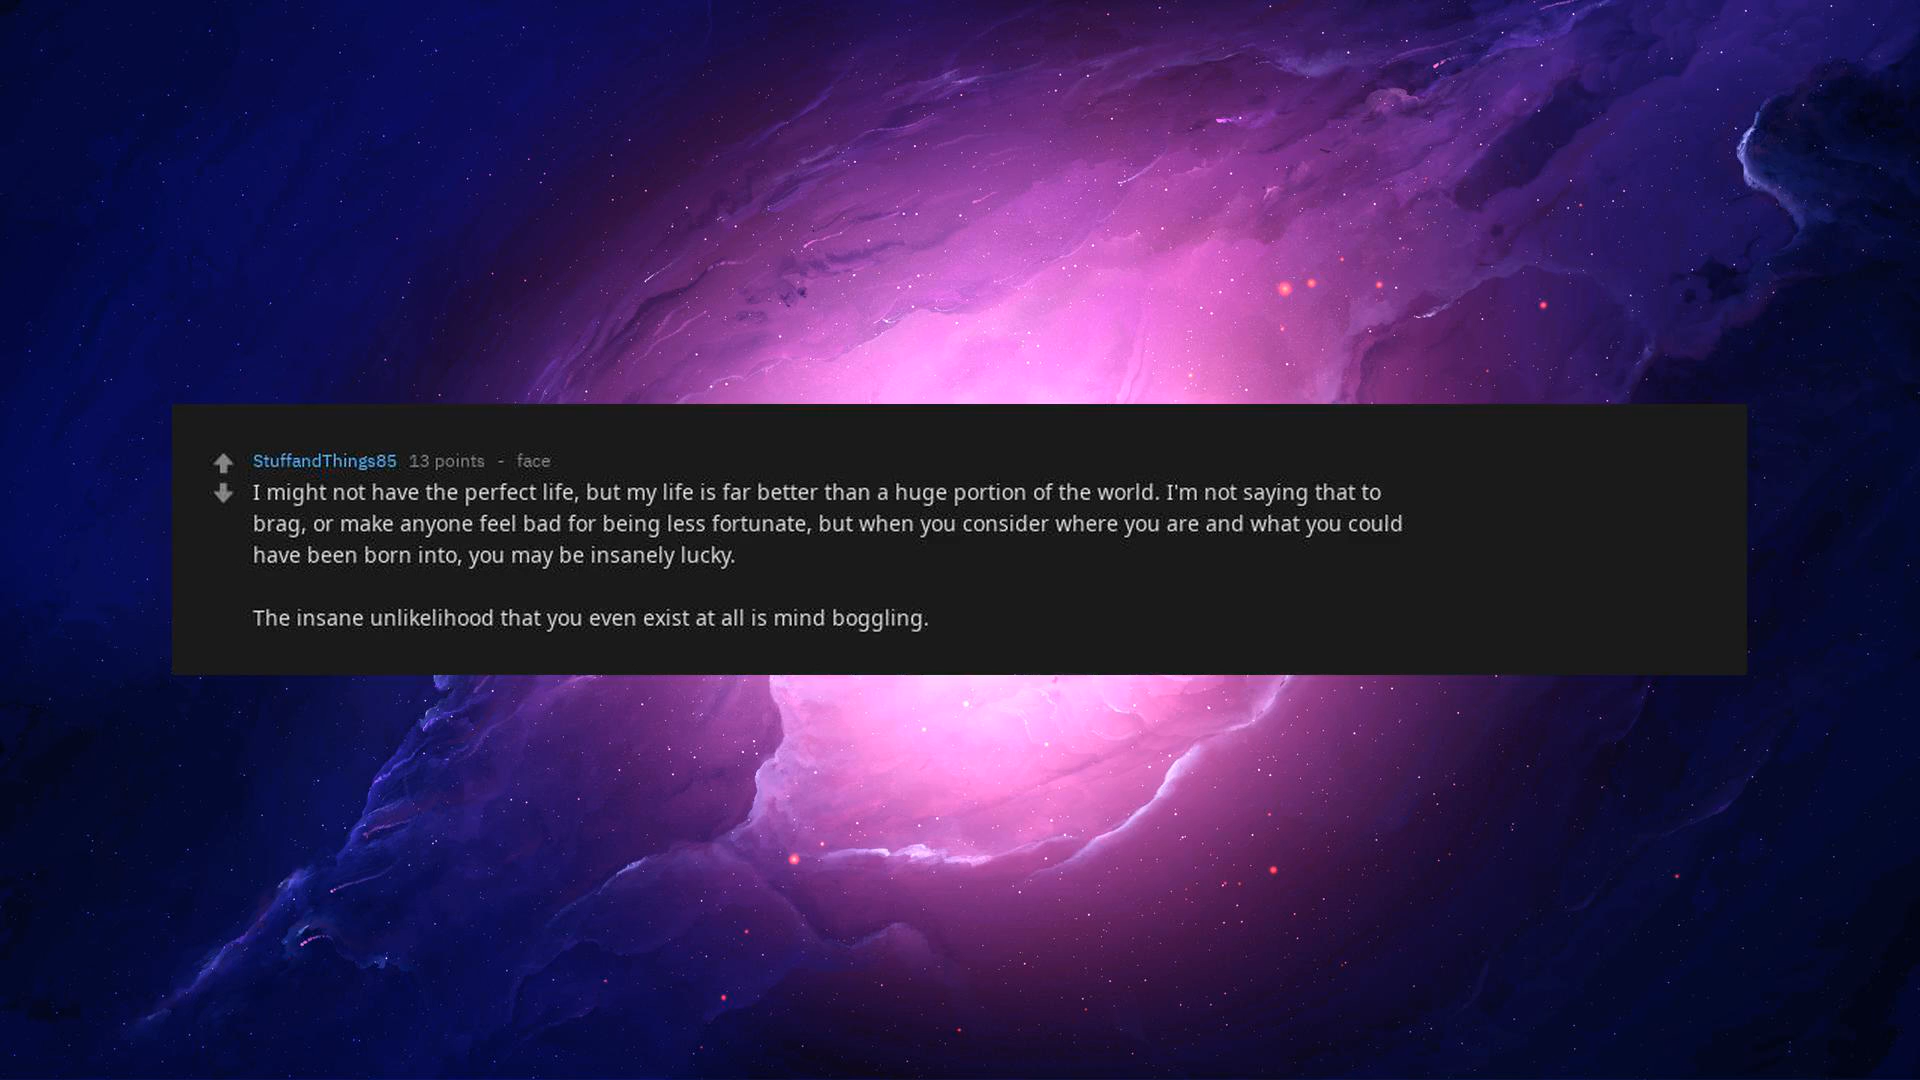 StuffandThings85 13 points - face
I might not have the perfect life, but my life is far better than a huge portion of the world. I'm not saying that to
brag, or make anyone feel bad for being less fortunate, but when you consider where you are and what you could
have been born into, you may be insanely lucky.
The insane unlikelihood that you even exist at all is mind boggling.